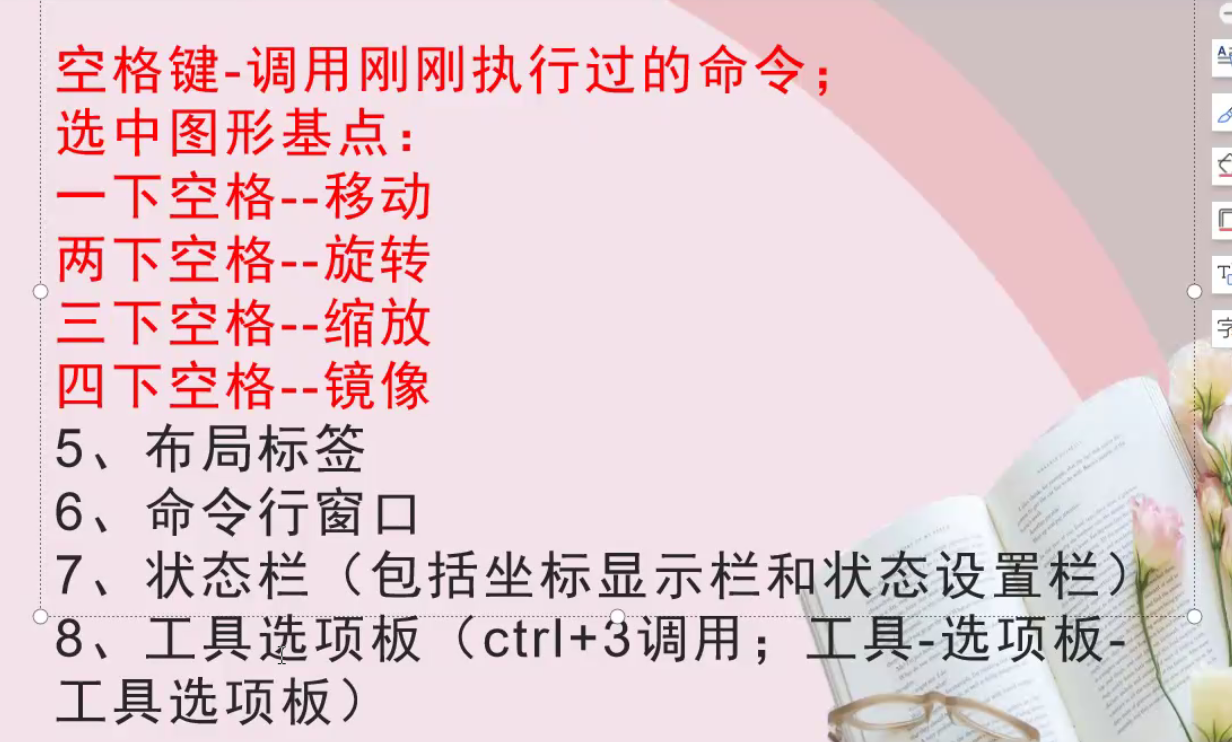 空格键-调用刚刚执行过的命令；
选中图形基点：
一下空格--移动
两下空格--旋转
三下空格--缩放
四下空格--镜像
5、布局标签
6、命令行窗口
7、状态栏（包括坐标显示栏和状态设置栏）
8、工具选项板（ctrl+3调用；工具-选项板-
工具选项板）